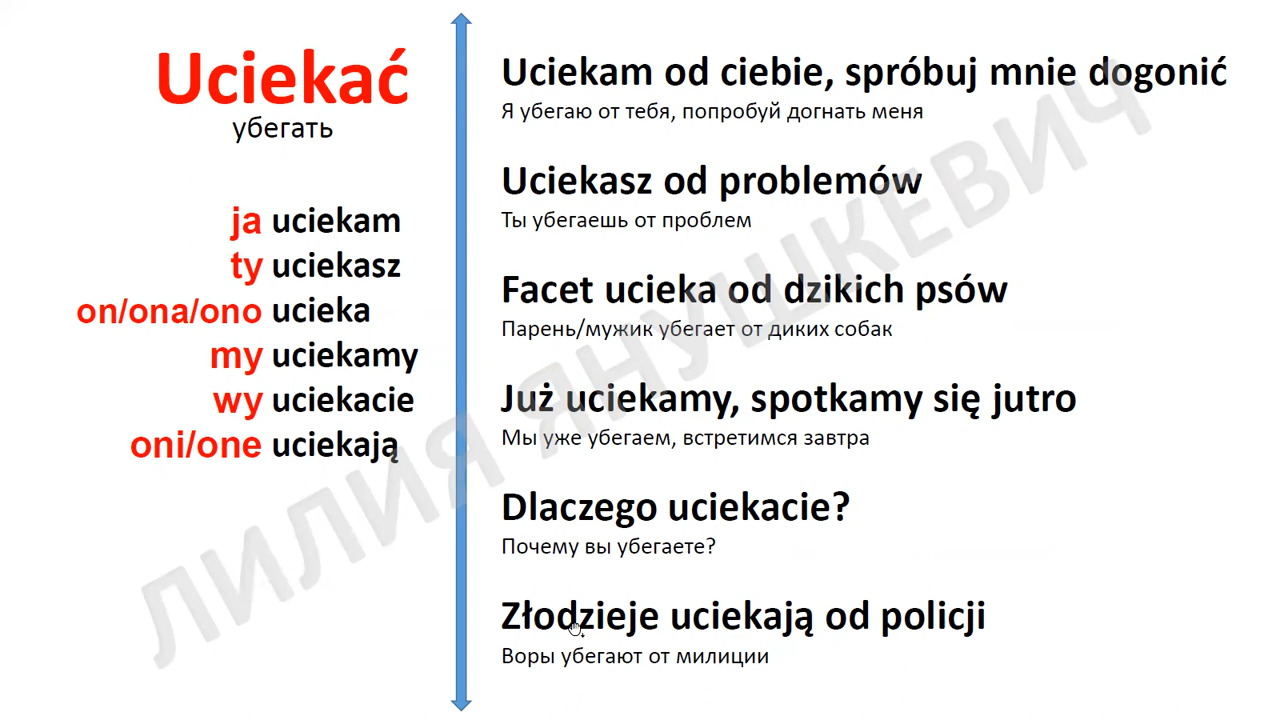 Uciekać
убегать
ja uciekam
ty uciekasz
on/ona/ono ucieka
my uciekamy
wy uciekacie
oni/one uciekają
Uciekam od ciebie, spróbuj mnie dogonić
Я убегаю от тебя, попробуй догнать меня
Uciekasz od problemów
Ты убегаешь от проблем
Facet ucieka od dzikich psów
Парень/мужик убегает от диких собак
Już uciekamy, spotkamy się jutro
Мы уже убегаем, встретимся завтра
Dlaczego uciekacie?
Почему вы убегаете?
Złodzieje uciekają od policji
Воры убегают от милиции
ЛИЛИЯ ЯНУШКЕВИЧ